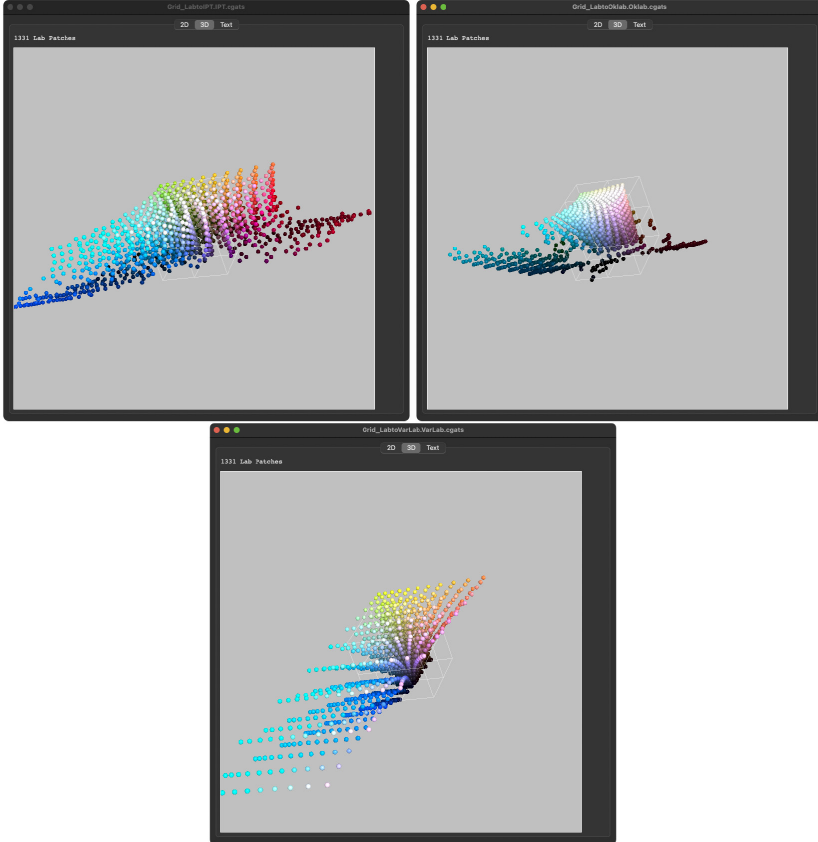 Grid_LabtoIPT.IPT.cgats
2D 3D Text
1331 Lab Patches
Grid_LabtoOklab.Oklab.cgats
2D 3D Text
1331 Lab Patches
Grid_LabtoVarLab.VarLab.cgats
2D 3D Text
1331 Lab Patches